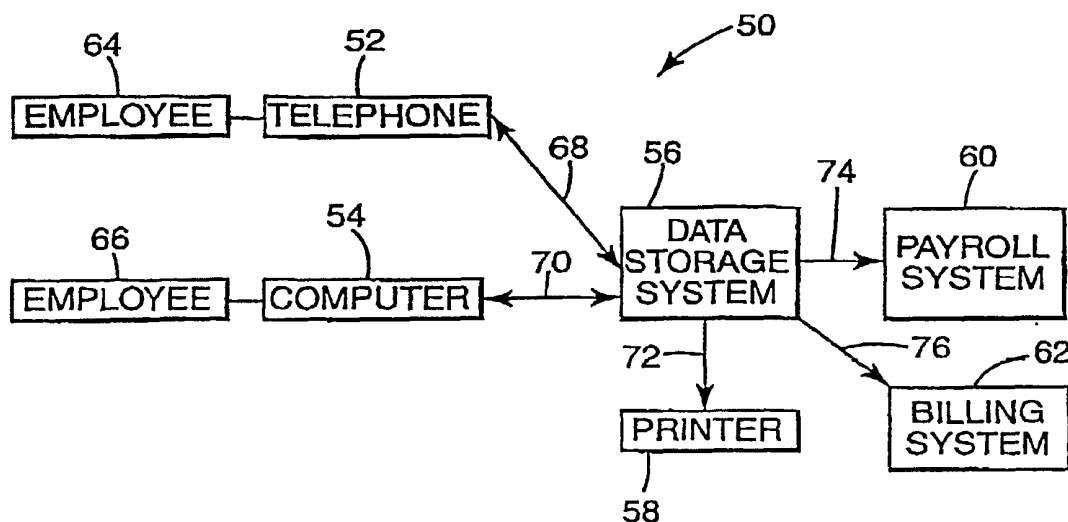 50
64
52
EMPLOYEE
TELEPHONE
68
56
74
60
DATA
STORAGE
SYSTEM
PAYROLL
SYSTEM
66
54
70
EMPLOYEE
COMPUTER
72
76
62
PRINTER
BILLING
SYSTEM
58